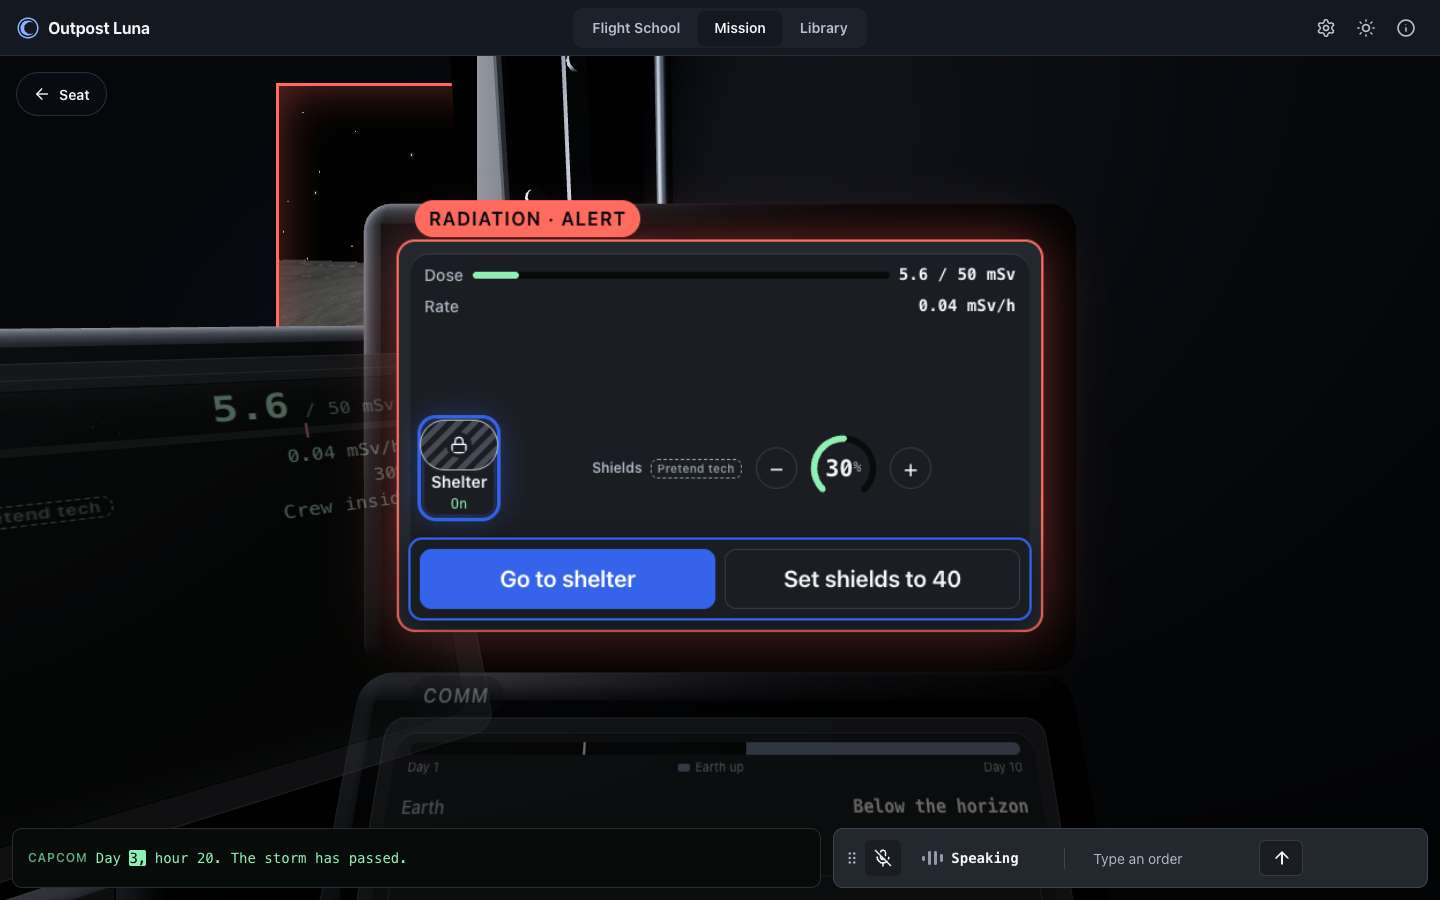 Outpost Luna
Flight School
Mission
Library
Seat
RADIATION · ALERT
Dose
5.6 / 50 mSv
Rate
0.04 mSv/h
5.6 / 50 mSv
0.04 mSv/h
30
Crew insid
tend tech
Shelter
On
Shields
Pretend tech
30%
Go to shelter
Set shields to 40
COMM
Day 1
Earth up
Day 10
Earth
Below the horizon
CAPCOM Day 3, hour 20. The storm has passed.
Speaking
Type an order